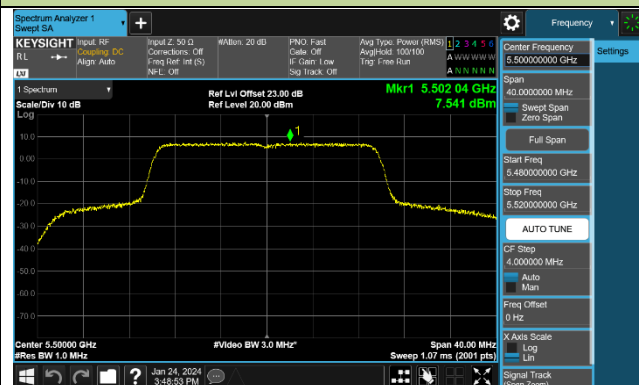 Spectrum Analyzer 1
Swept SA
Frequency
KEYSIGHT
Input: RF
Coupling: DC
Align: Auto
Input Z: 50 Ω
Corrections: Off
Freq Ref: Int (S)
NFE: Off
#Atten: 20 dB
PNO: Fast
Gate: Off
IF Gain: Low
Sig Track: Off
Avg Type: Power (RMS)
Avg|Hold: 100/100
Trig: Free Run
1 2 3 4 5 6
A W W W W W
A N N N N N
RL
LXI
Center Frequency
5.500000000 GHz
Settings
Span
40.0000000 MHz
Swept Span
Zero Span
Full Span
Start Freq
5.480000000 GHz
Stop Freq
5.520000000 GHz
AUTO TUNE
CF Step
4.000000 MHz
Auto
Man
Freq Offset
0 Hz
X Axis Scale
Log
Lin
Signal Track
(Span Zoom)
1 Spectrum
Scale/Div 10 dB
Log
Ref Lvl Offset 23.00 dB
Ref Level 20.00 dBm
Mkr1 5.502 04 GHz
7.541 dBm
1
10.0
0.00
-10.0
-20.0
-30.0
-40.0
-50.0
-60.0
-70.0
Center 5.50000 GHz
#Res BW 1.0 MHz
#Video BW 3.0 MHz*
Span 40.00 MHz
Sweep 1.07 ms (2001 pts)
Jan 24, 2024
3:48:53 PM